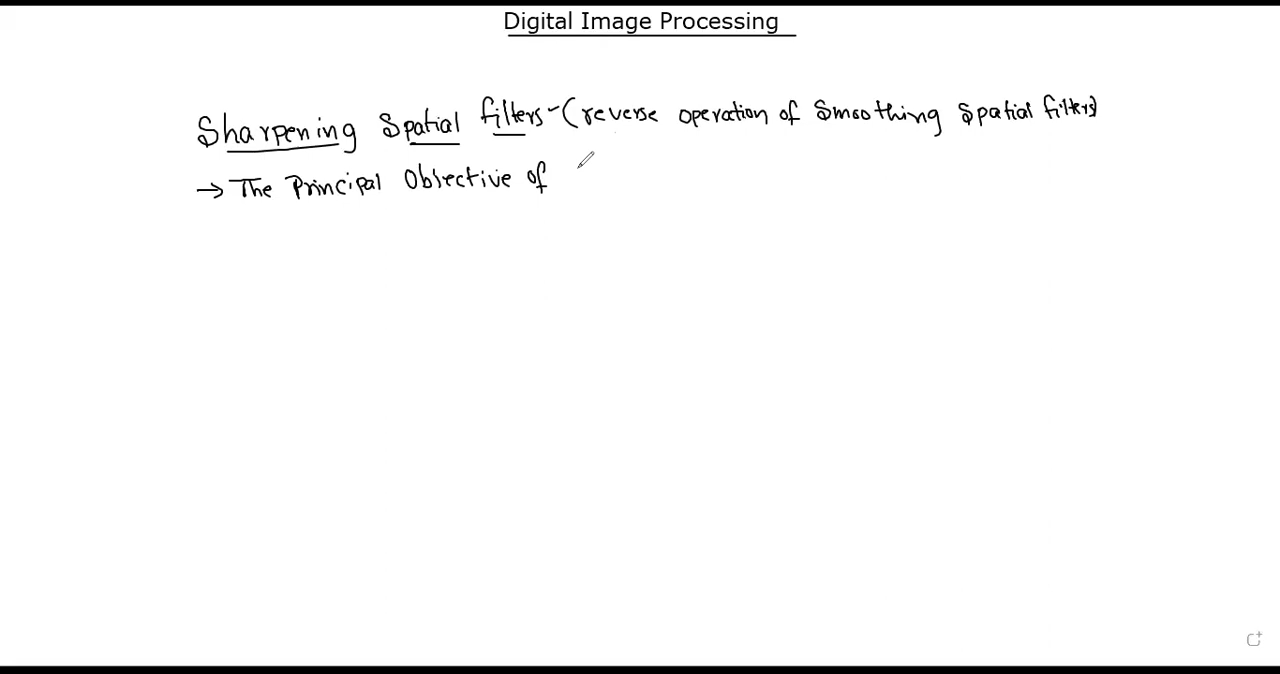 Digital Image Processing
Sharpening Spatial filters - (reverse operation of Smoothing Spatial filters)
→ The Principal Objective of